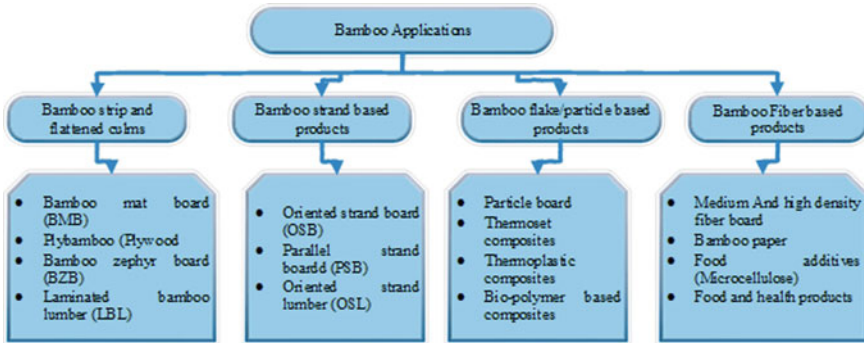 Bamboo Applications
Bamboo strip and
flattened culms
Bamboo strand based
products
Bamboo flake/particle based
products
Bamboo Fiber based
products
• Bamboo mat board
(BMB)
• Plybamboo (Plywood
• Bamboo zephyr board
(BZB)
• Laminated bamboo
lumber (LBL)
• Oriented strand board
(OSB)
• Parallel strand
boardd (PSB)
• Oriented strand
lumber (OSL)
• Particle board
• Thermoset
composites
• Thermoplastic
composites
• Bio-polymer based
composites
• Medium And high density
fiber board
• Bamboo paper
• Food additives
(Microcellulose)
• Food and health products